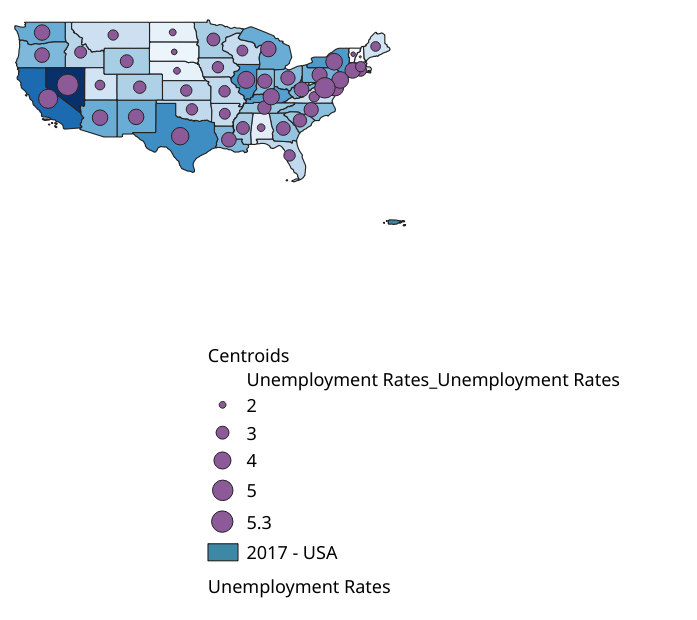 Centroids
Unemployment Rates_Unemployment Rates
2
3
4
5
5.3
2017 - USA
Unemployment Rates